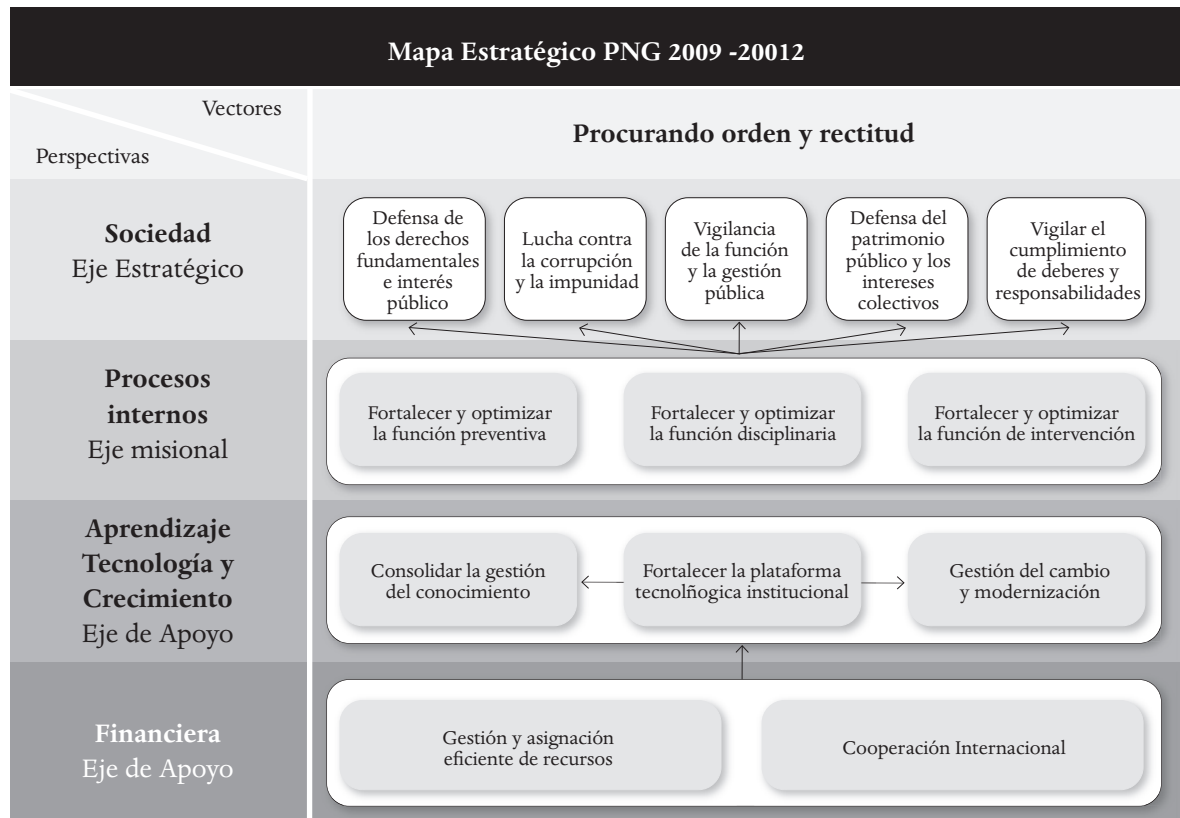 Mapa Estratégico PNG 2009 -20012
Vectores
Perspectivas
Procurando orden y rectitud
Sociedad
Eje Estratégico
Defensa de
los derechos
fundamentales
e interés
público
Lucha contra
la corrupción
y la impunidad
Vigilancia
de la función
y la gestión
pública
Defensa del
patrimonio
público y los
intereses
colectivos
Vigilar el
cumplimiento
de deberes y
responsabilidades
Procesos
internos
Eje misional
Fortalecer y optimizar
la función preventiva
Fortalecer y optimizar
la función disciplinaria
Fortalecer y optimizar
la función de intervención
Aprendizaje
Tecnología y
Crecimiento
Eje de Apoyo
Consolidar la gestión
del conocimiento
Fortalecer la plataforma
tecnolñogica institucional
Gestión del cambio
y modernización
Financiera
Eje de Apoyo
Gestión y asignación
eficiente de recursos
Cooperación Internacional